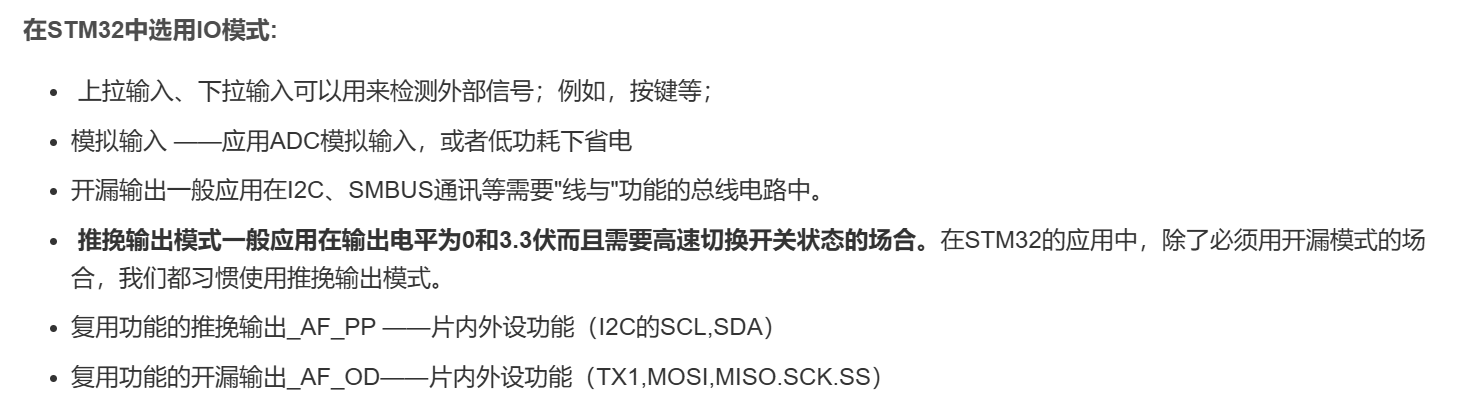 在STM32中选用IO模式:
上拉输入、下拉输入可以用来检测外部信号；例如，按键等；
模拟输入 ——应用ADC模拟输入，或者低功耗下省电
开漏输出一般应用在I2C、SMBUS通讯等需要"线与"功能的总线电路中。
推挽输出模式一般应用在输出电平为0和3.3伏而且需要高速切换开关状态的场合。在STM32的应用中，除了必须用开漏模式的场
合，我们都习惯使用推挽输出模式。
复用功能的推挽输出_AF_PP ——片内外设功能（I2C的SCL,SDA）
复用功能的开漏输出_AF_OD——片内外设功能（TX1,MOSI,MISO.SCK.SS）